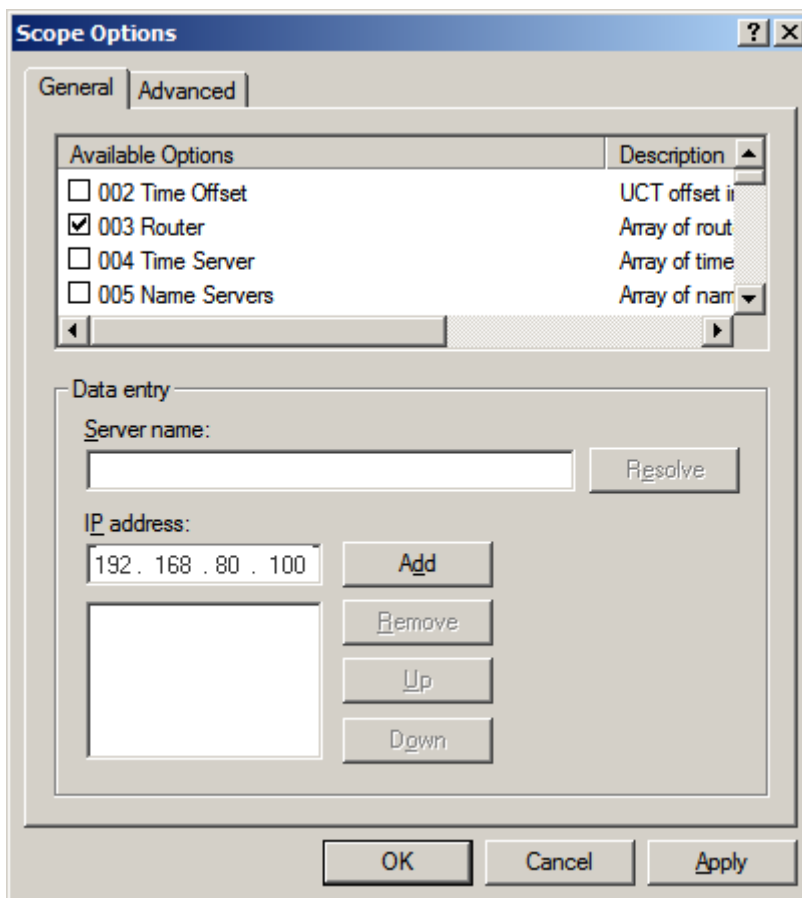 Scope Options
General Advanced
Available Options Description
002 Time Offset UCT offset
003 Router Array of
004 Time Server Array of time
005 Name Servers Array of
Data entry
Server name:
Resolve
IP address:
192 . 168 . 80 . 100 Add
Remove
Up
Down
OK Cancel Apply